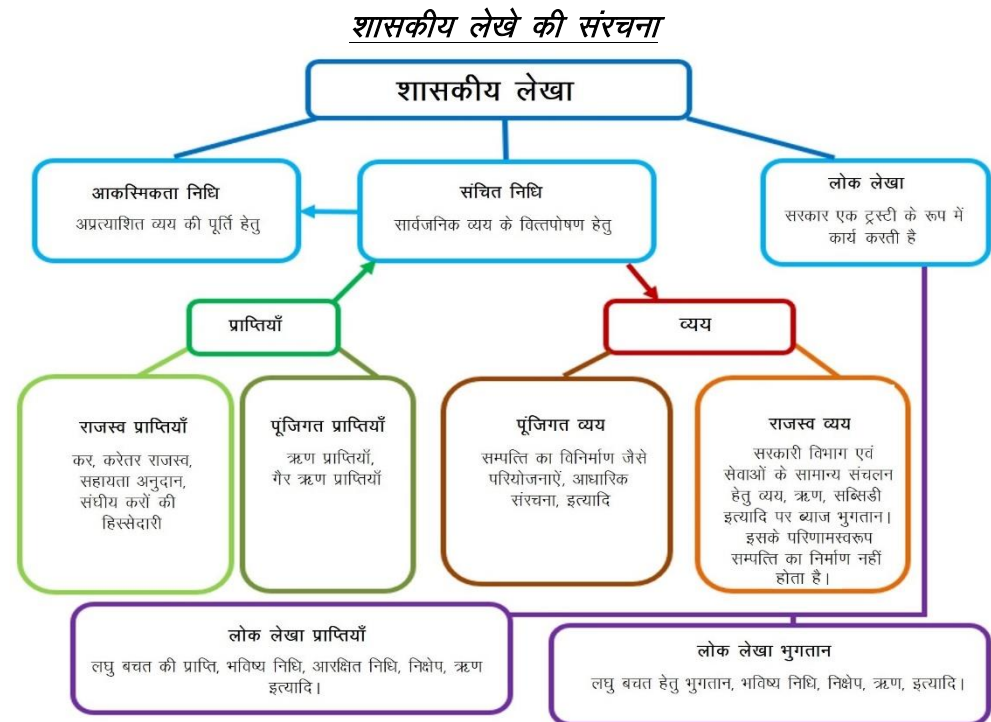 शासकीय लेखे की संरचना
शासकीय लेखा
आकस्मिकता निधि
अप्रत्याशित व्यय की पूर्ति हेतु
संचित निधि
सार्वजनिक व्यय के वित्तपोषण हेतु
लोक लेखा
सरकार एक ट्रस्टी के रूप में
कार्य करती है
प्राप्तियाँ
व्यय
राजस्व प्राप्तियाँ
कर, करेतर राजस्व,
सहायता अनुदान,
संघीय करों की
हिस्सेदारी
पूंजिगत प्राप्तियाँ
ऋण प्राप्तियाँ,
गैर ऋण प्राप्तियाँ
पूंजिगत व्यय
सम्पत्ति का विनिर्माण जैसे
परियोजनाऐं, आधारिक
संरचना, इत्यादि
राजस्व व्यय
सरकारी विभाग एवं
सेवाओं के सामान्य संचलन
हेतु व्यय, ऋण, सब्सिडी
इत्यादि पर ब्याज भुगतान।
इसके परिणामस्वरूप
सम्पत्ति का निर्माण नहीं
होता है।
लोक लेखा प्राप्तियाँ
लघु बचत की प्राप्ति, भविष्य निधि, आरक्षित निधि, निक्षेप, ऋण
इत्यादि।
लोक लेखा भुगतान
लघु बचत हेतु भुगतान, भविष्य निधि, निक्षेप, ऋण, इत्यादि।